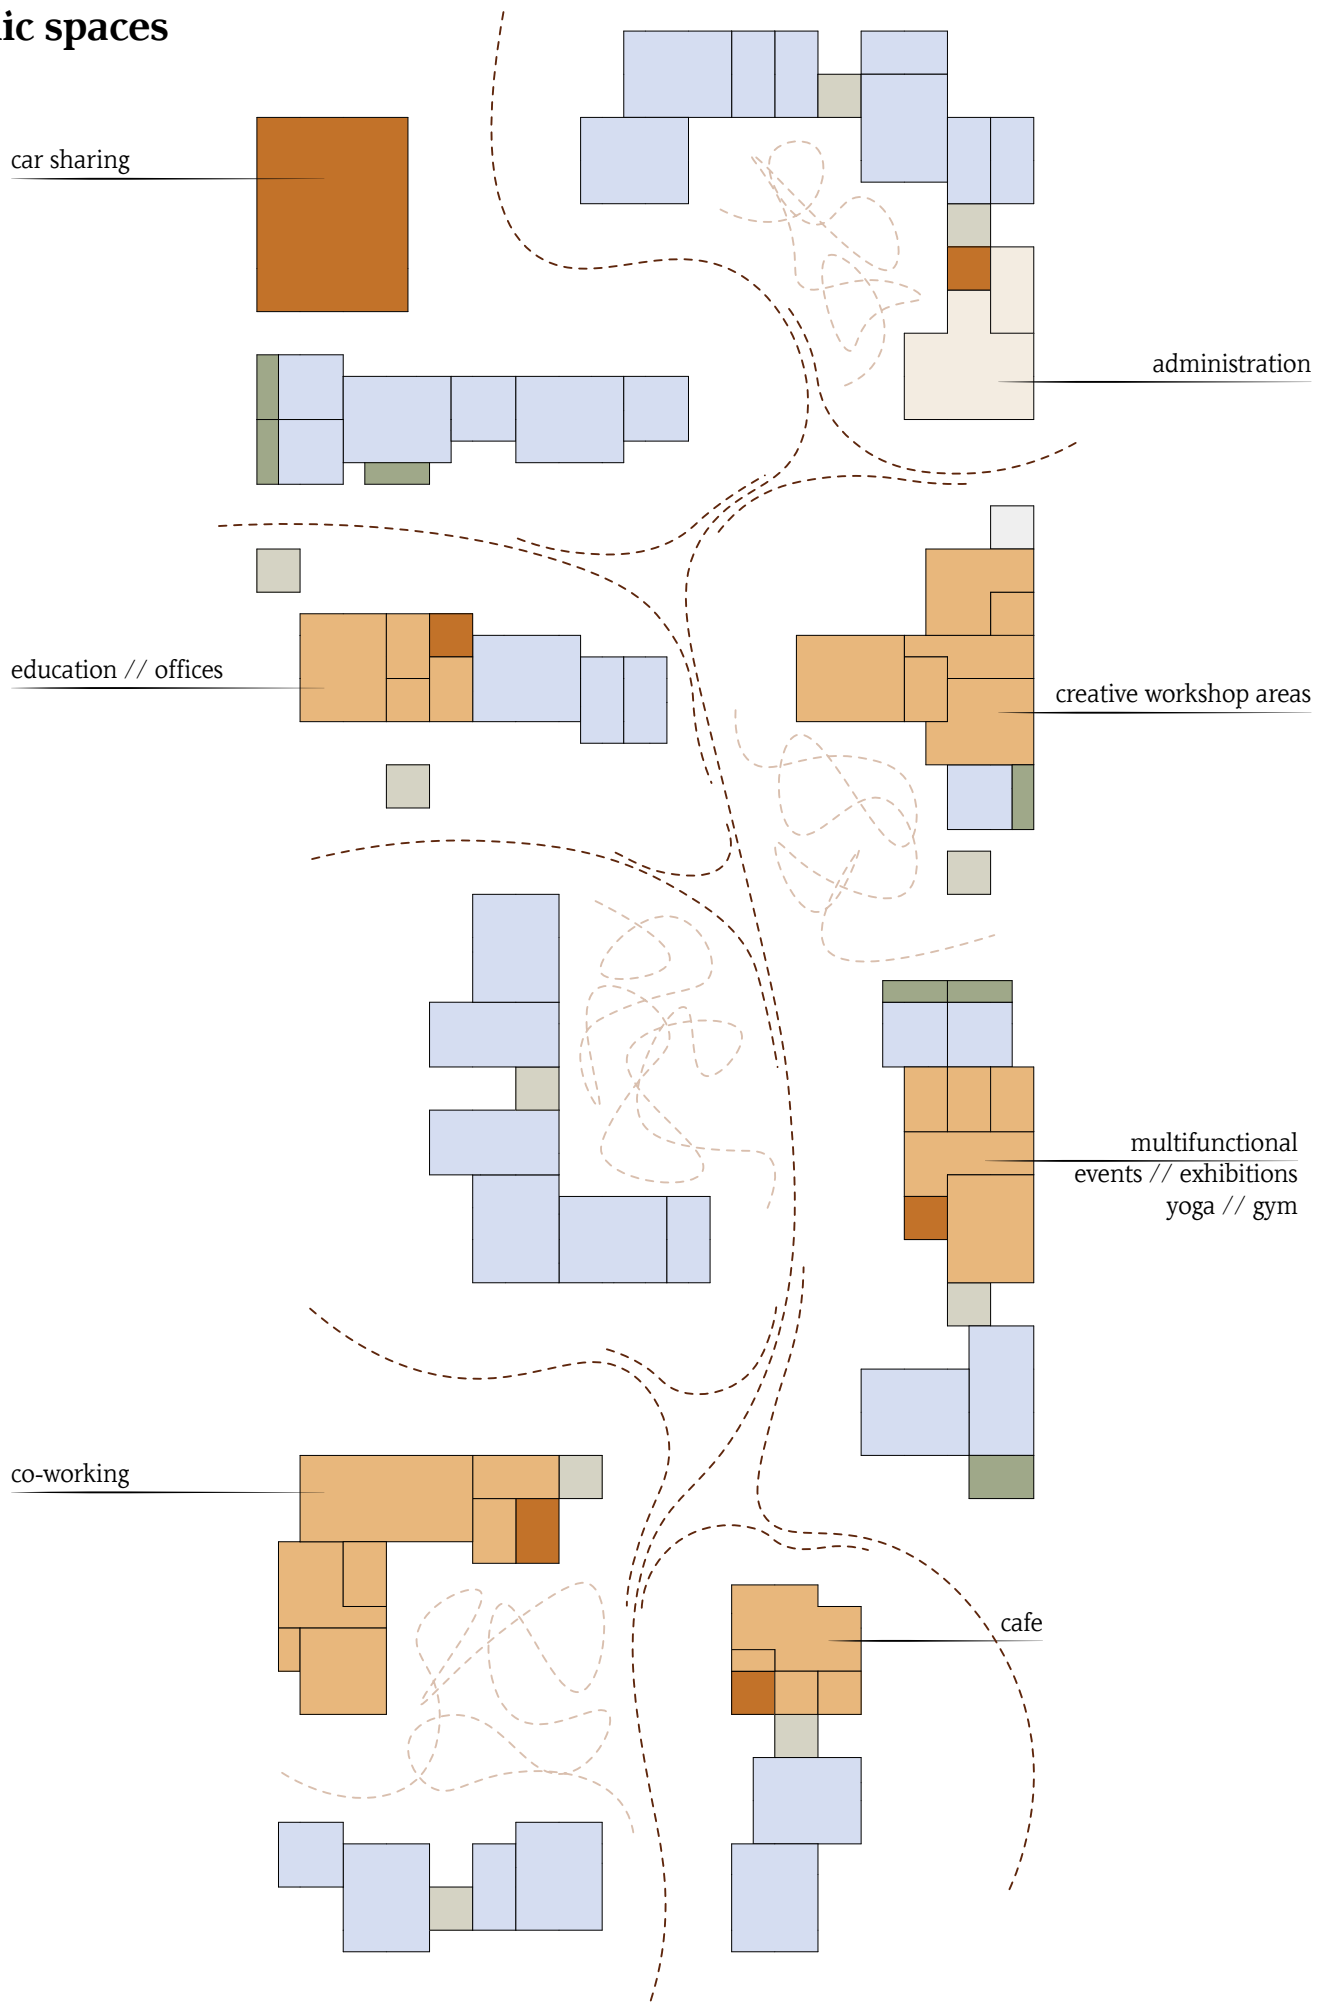 ic spaces
car sharing
administration
education // offices
creative workshop areas
multifunctional
events // exhibitions
yoga // gym
co-working
cafe